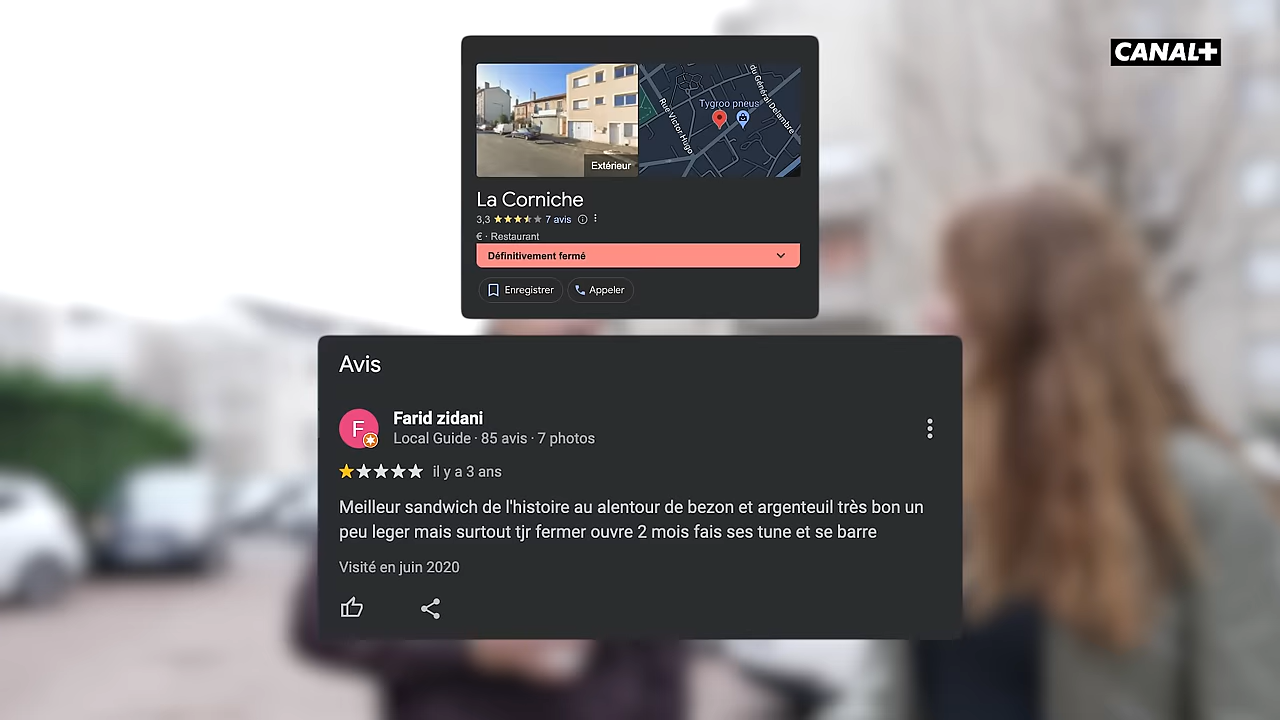 CANAL+
Tygroo pneus
Rue Victor Hugo
du Général Delambre
Extérieur
La Corniche
3,3 7 avis
€ · Restaurant
Définitivement fermé
Enregistrer Appeler
Avis
F
Farid zidani
Local Guide · 85 avis · 7 photos
il y a 3 ans
Meilleur sandwich de l'histoire au alentour de bezon et argenteuil très bon un
peu leger mais surtout tjr fermer ouvre 2 mois fais ses tune et se barre
Visité en juin 2020